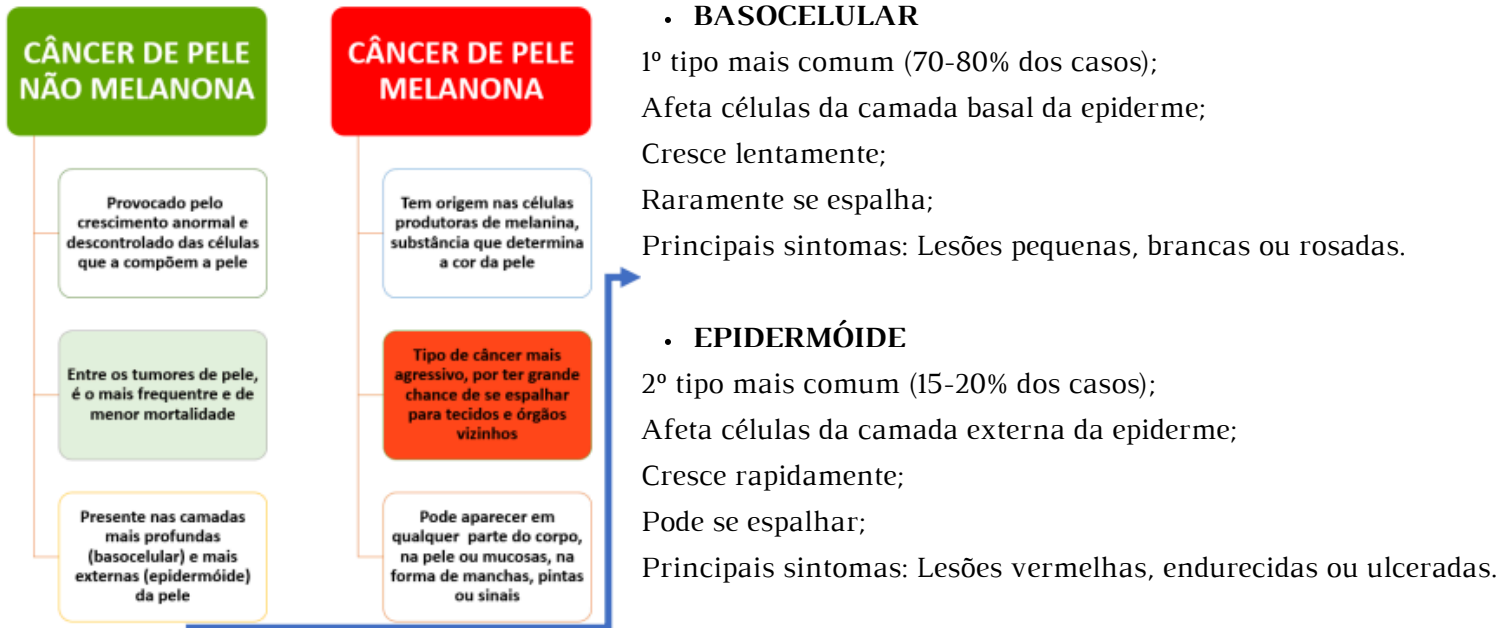 CÂNCER DE PELE
NÃO MELANONA
Provocado pelo
crescimento anormal e
descontrolado das células
que a compõem a pele
Entre os tumores de pele,
é o mais frequentre e de
menor mortalidade
Presente nas camadas
mais profundas
(basocelular) e mais
externas (epidermóide)
da pele
CÂNCER DE PELE
MELANONA
Tem origem nas células
produtoras de melanina,
substância que determina
a cor da pele
Tipo de câncer mais
agressivo, por ter grande
chance de se espalhar
para tecidos e órgãos
vizinhos
Pode aparecer em
qualquer parte do corpo,
na pele ou mucosas, na
forma de manchas, pintas
ou sinais
• BASOCELULAR
1º tipo mais comum (70-80% dos casos);
Afeta células da camada basal da epiderme;
Cresce lentamente;
Raramente se espalha;
Principais sintomas: Lesões pequenas, brancas ou rosadas.
• EPIDERMÓIDE
2º tipo mais comum (15-20% dos casos);
Afeta células da camada externa da epiderme;
Cresce rapidamente;
Pode se espalhar;
Principais sintomas: Lesões vermelhas, endurecidas ou ulceradas.